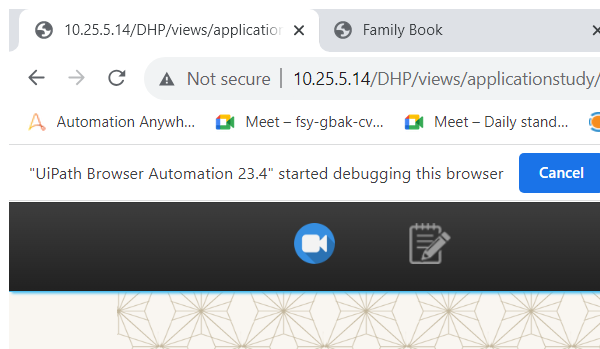 10.25.5.14/DHP/views/application
Family Book
Not secure
10.25.5.14/DHP/views/applicationstudy/
Automation Anywh...
Meet – fsy-gbak-cv...
Meet – Daily stand...
"UiPath Browser Automation 23.4" started debugging this browser
Cancel